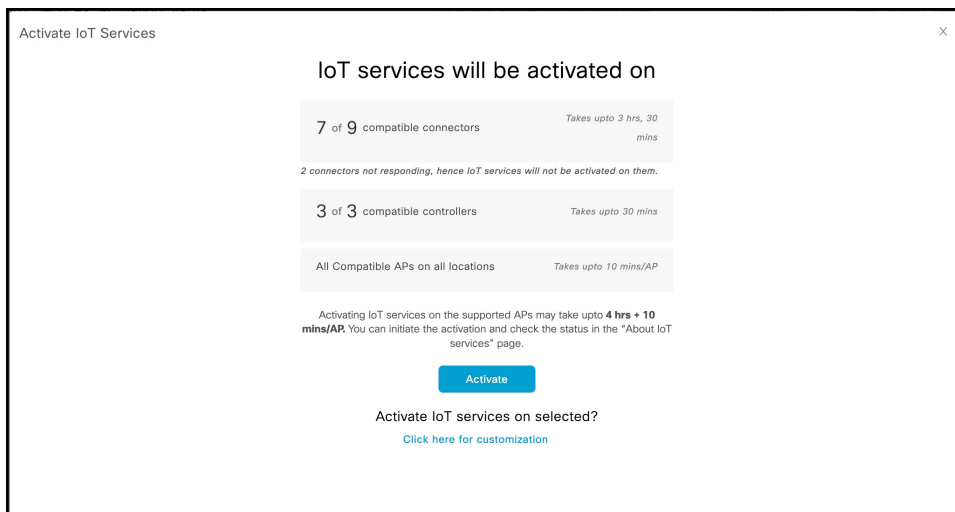 Activate IoT Services
X
IoT services will be activated on
7 of 9 compatible connectors
Takes upto 3 hrs, 30
mins
2 connectors not responding, hence IoT services will not be activated on them.
3 of 3 compatible controllers
Takes upto 30 mins
All Compatible APs on all locations
Takes upto 10 mins/AP
Activating IoT services on the supported APs may take upto 4 hrs + 10
mins/AP. You can initiate the activation and check the status in the “About IoT
services” page.
Activate
Activate IoT services on selected?
Click here for customization